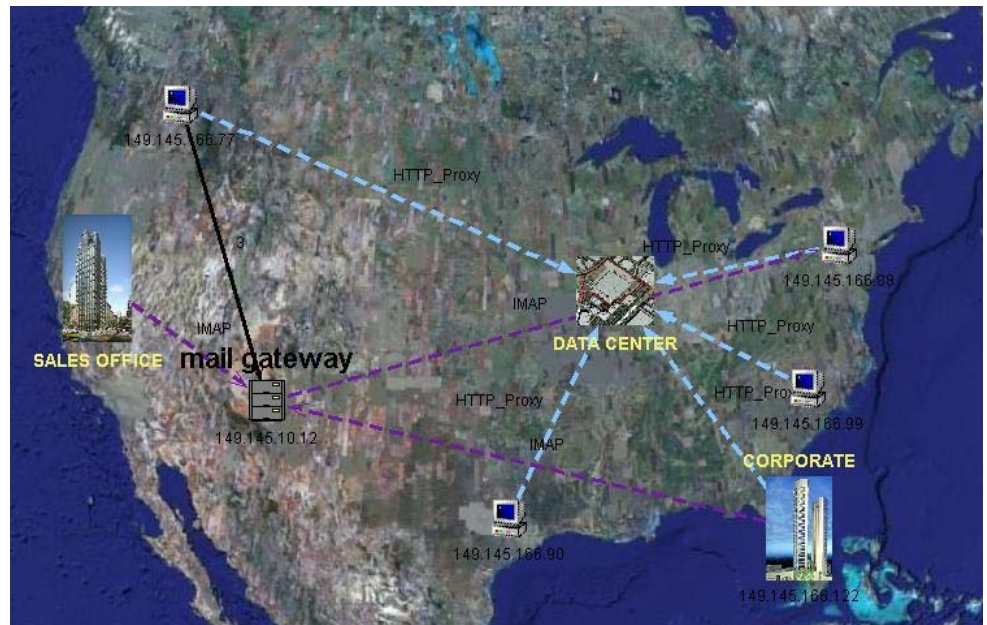 149.145.166.77
HTTP_Proxy
3
HTTP_Proxy
149.145.166.98
IMAP
IMAP
HTTP_Proxy
DATA CENTER
SALES OFFICE
mail gateway
HTTP_Proxy
HTTP_Proxy
149.145.166.99
149.145.10.12
IMAP
CORPORATE
149.145.166.90
149.145.166.122